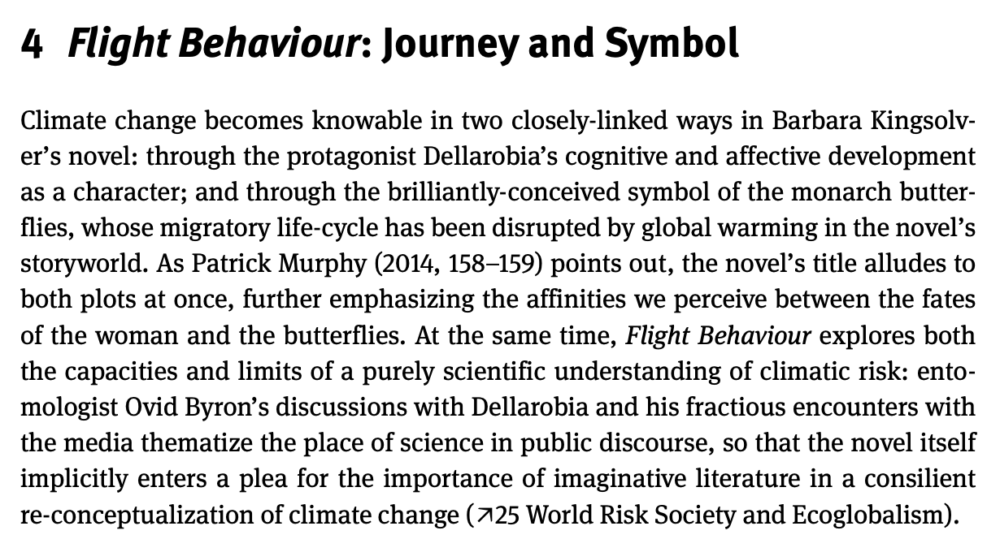 4 Flight Behaviour: Journey and Symbol
Climate change becomes knowable in two closely-linked ways in Barbara Kingsolv-
er’s novel: through the protagonist Dellarobia’s cognitive and affective development
as a character; and through the brilliantly-conceived symbol of the monarch butter-
flies, whose migratory life-cycle has been disrupted by global warming in the novel’s
storyworld. As Patrick Murphy (2014, 158–159) points out, the novel’s title alludes to
both plots at once, further emphasizing the affinities we perceive between the fates
of the woman and the butterflies. At the same time, Flight Behaviour explores both
the capacities and limits of a purely scientific understanding of climatic risk: ento-
mologist Ovid Byron’s discussions with Dellarobia and his fractious encounters with
the media thematize the place of science in public discourse, so that the novel itself
implicitly enters a plea for the importance of imaginative literature in a consilient
re-conceptualization of climate change (↗25 World Risk Society and Ecoglobalism).